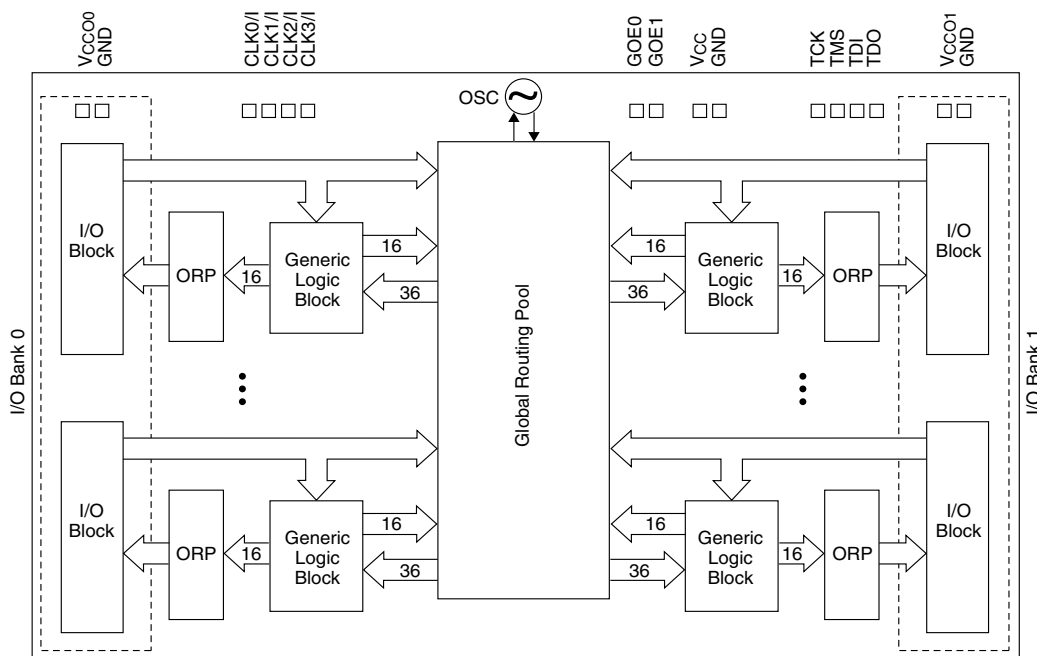 VCCO0
GND
CLK0/I
CLK1/I
CLK2/I
CLK3/I
GOE0
GOE1
VCC
GND
TCK
TMS
TDI
TDO
VCCO1
GND
OSC
I/O
Block
ORP
16
Generic
Logic
Block
16
36
16
36
Generic
Logic
Block
16
ORP
I/O
Block
I/O Bank 0
Global Routing Pool
I/O Bank 1
I/O
Block
ORP
16
Generic
Logic
Block
16
36
16
36
Generic
Logic
Block
16
ORP
I/O
Block